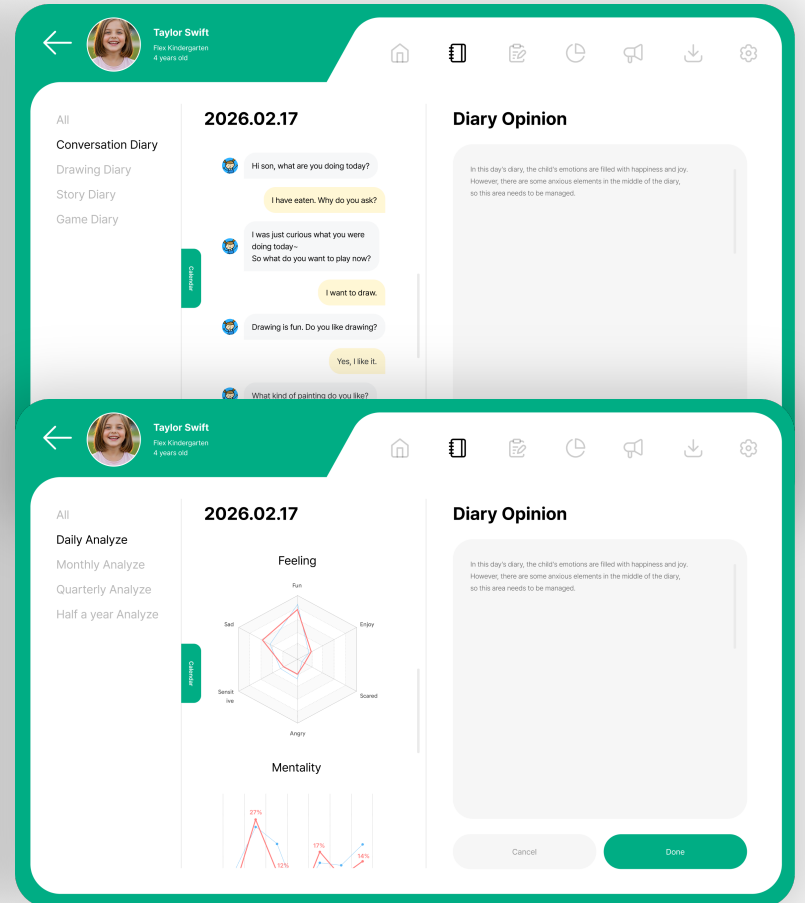 Taylor Swift
Flex Kindergarten
4 years old
All
Conversation Diary
Drawing Diary
Story Diary
Game Diary
Calendar
2026.02.17
Hi son, what are you doing today?
I have eaten. Why do you ask?
I was just curious what you were
doing today~
So what do you want to play now?
I want to draw.
Drawing is fun. Do you like drawing?
Yes, I like it.
What kind of painting do you like?
Diary Opinion
In this day's diary, the child's emotions are filled with happiness and joy.
However, there are some anxious elements in the middle of the diary,
so this area needs to be managed.
Taylor Swift
Flex Kindergarten
4 years old
All
Daily Analyze
Monthly Analyze
Quarterly Analyze
Half a year Analyze
Calendar
2026.02.17
Feeling
Fun
Sad
Enjoy
Sensit
ive
Scared
Angry
Mentality
27%
12%
17%
14%
Diary Opinion
In this day's diary, the child's emotions are filled with happiness and joy.
However, there are some anxious elements in the middle of the diary,
so this area needs to be managed.
Cancel
Done